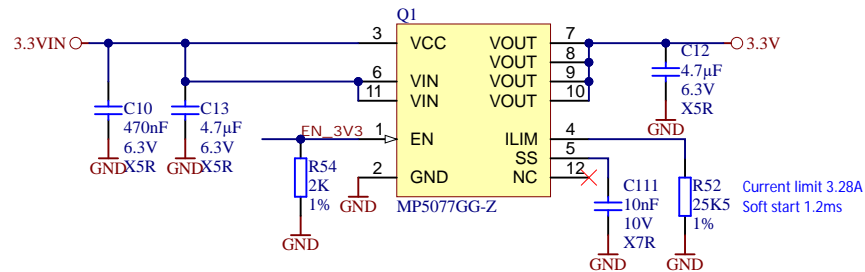 Q1
3.3VIN
3
VCC
VOUT
7
3.3V
VOUT
8
6
VIN
VOUT
9
11
VIN
VOUT
10
C10
470nF
6.3V
X5R
GND
C13
4.7µF
6.3V
X5R
GND
C12
4.7µF
6.3V
X5R
GND
EN_3V3
1
EN
ILIM
4
SS
5
2
GND
NC
12
GND
MP5077GG-Z
R54
2K
1%
GND
C111
10nF
10V
X7R
GND
R52
25K5
1%
GND
Current limit 3.28A
Soft start 1.2ms